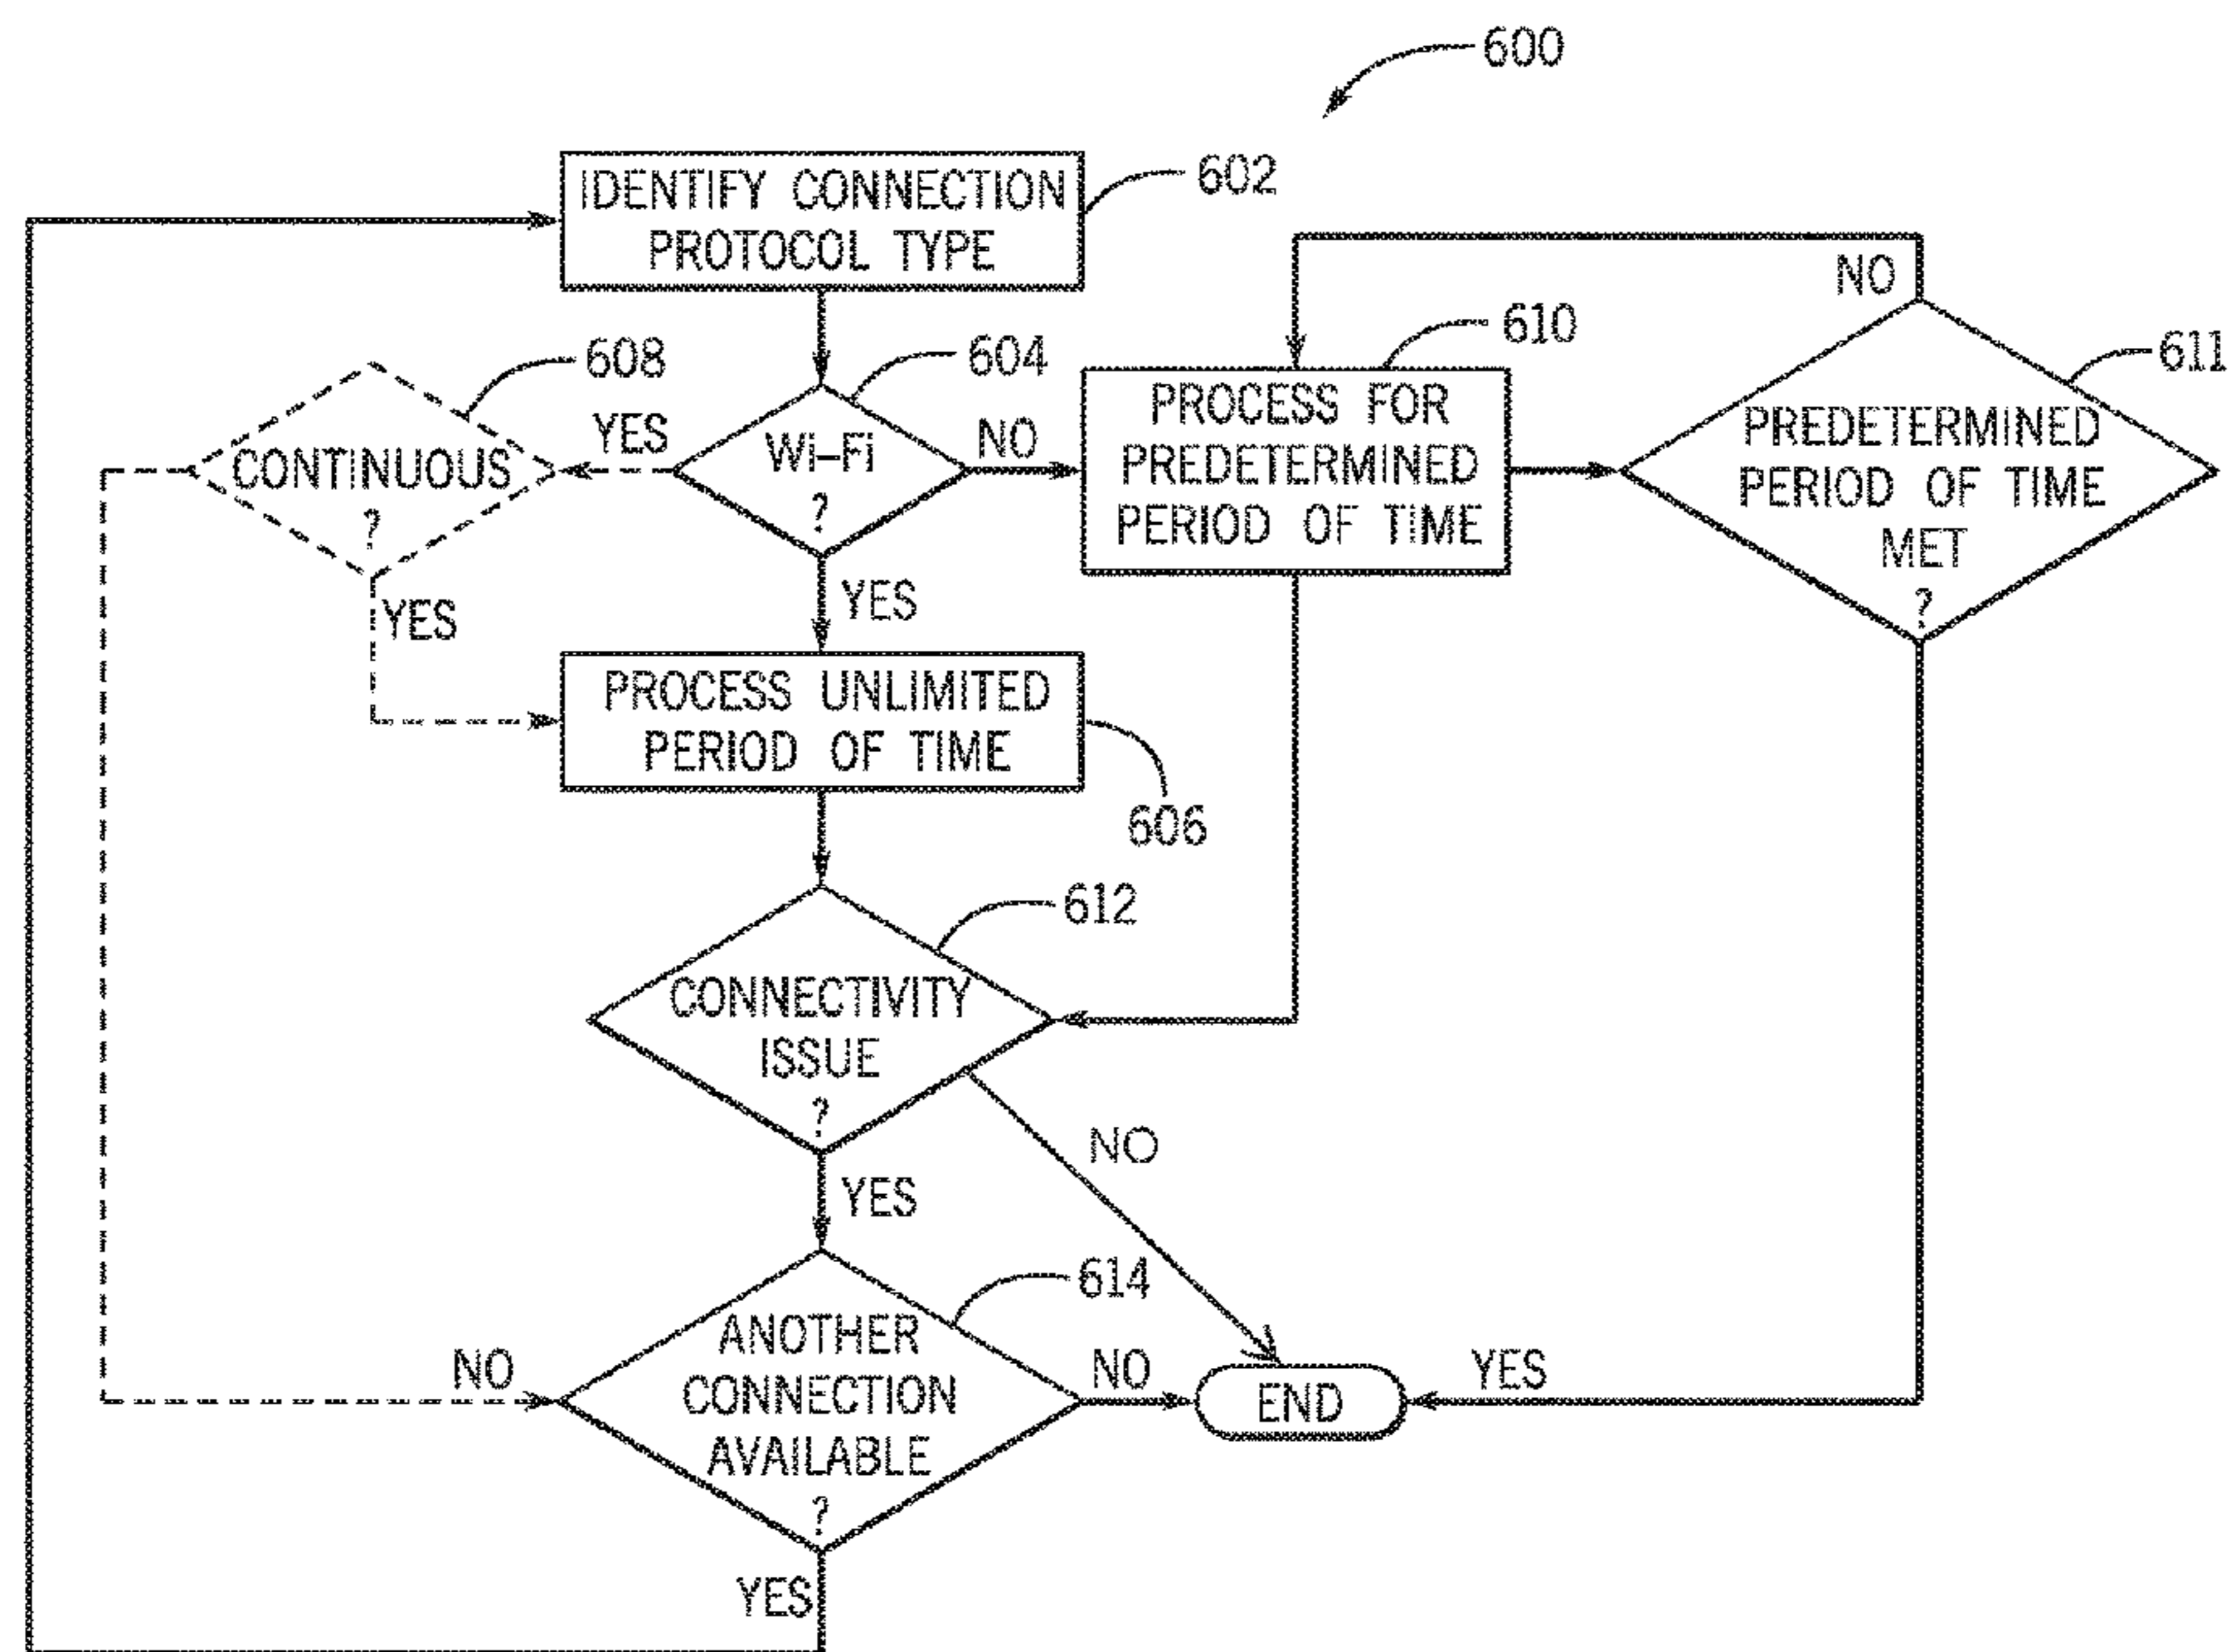 600
IDENTIFY CONNECTION
PROTOCOL TYPE
602
NO
608
604
610
611
YES
Wi-Fi
?
NO
CONTINUOUS
?
PROCESS FOR
PREDETERMINED
PERIOD OF TIME
PREDETERMINED
PERIOD OF TIME
MET
?
YES
YES
PROCESS UNLIMITED
PERIOD OF TIME
606
612
CONNECTIVITY
ISSUE
?
NO
YES
614
ANOTHER
CONNECTION
AVAILABLE
?
NO
NO
END
YES
YES